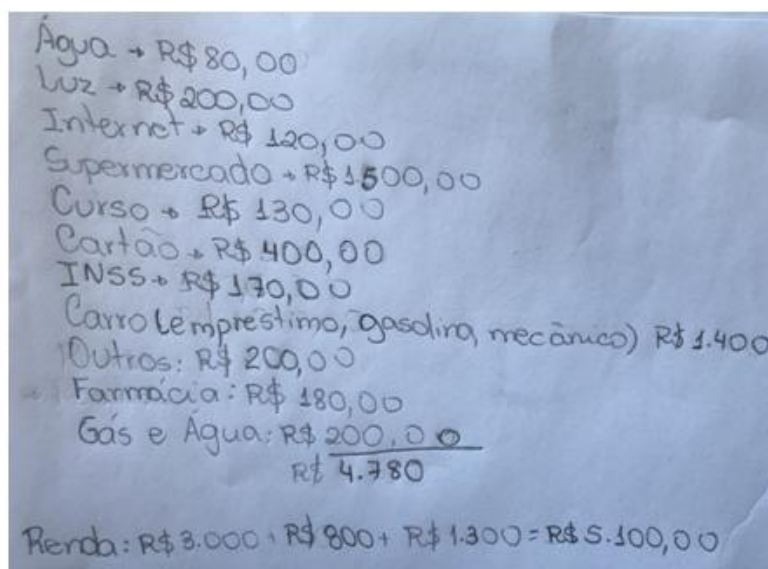 Água → R$ 80,00
Luz → R$ 200,00
Internet → R$ 120,00
Supermercado → R$ 1500,00
Curso → R$ 130,00
Cartão → R$ 400,00
INSS → R$ 170,00
Carro (empréstimo, gasolina, mecânico) R$ 1.400
Outros: R$ 200,00
Farmácia: R$ 180,00
Gás e Água: R$ 200,00
R$ 4.780
Renda: R$ 3.000 + R$ 800 + R$ 1.300 = R$ 5.100,00